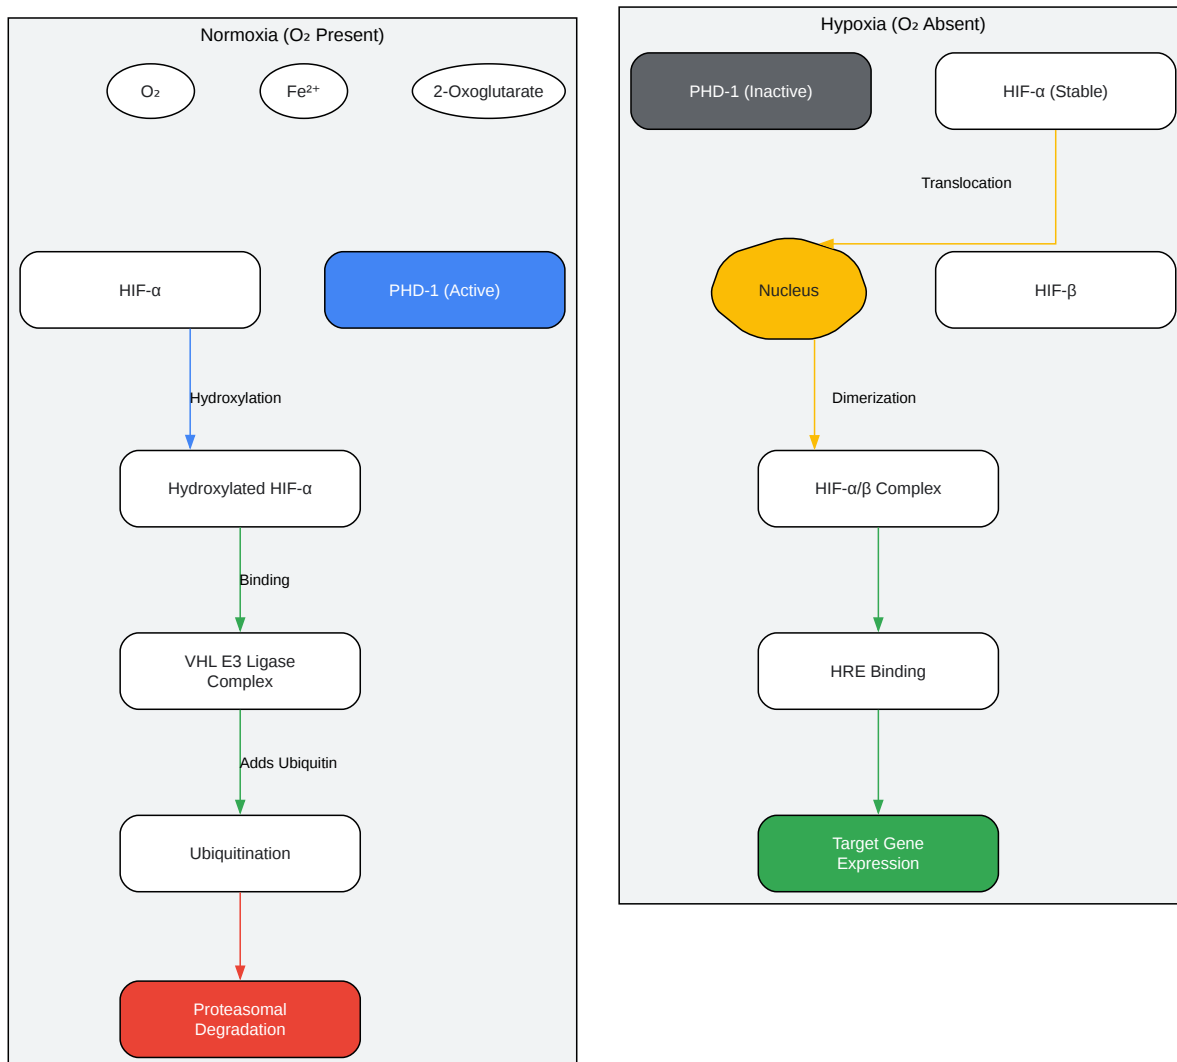 Normoxia (O₂ Present)
O₂
Fe²⁺
2-Oxoglutarate
HIF-α
PHD-1 (Active)
Hydroxylation
Hydroxylated HIF-α
Binding
VHL E3 Ligase
Complex
Adds Ubiquitin
Ubiquitination
Proteasomal
Degradation
Hypoxia (O₂ Absent)
PHD-1 (Inactive)
HIF-α (Stable)
Translocation
Nucleus
HIF-β
Dimerization
HIF-α/β Complex
HRE Binding
Target Gene
Expression